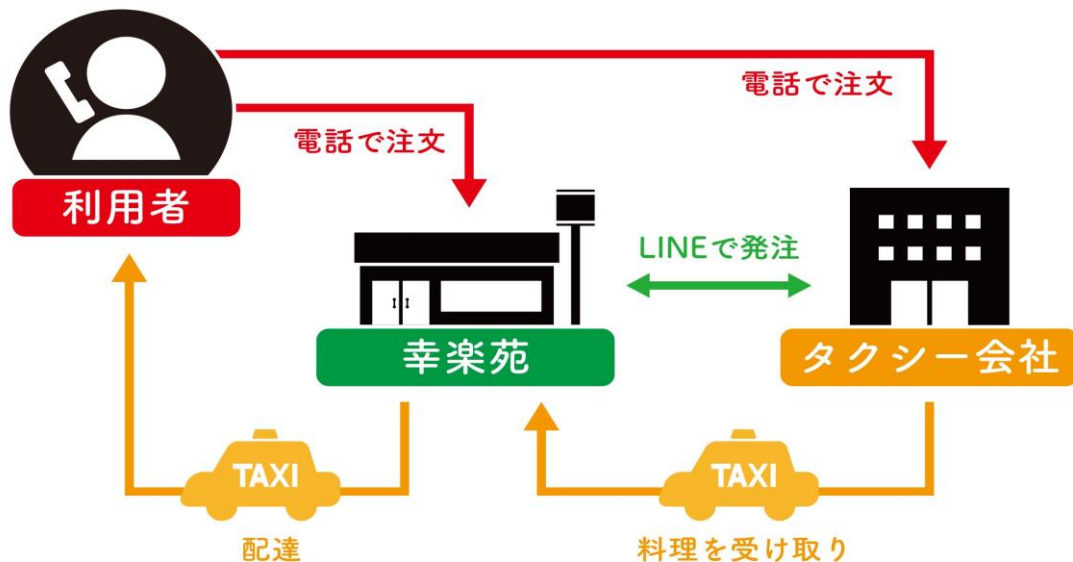 電話で注文
電話で注文
利用者
LINEで発注
幸楽苑
タクシー会社
TAXI
TAXI
配達
料理を受け取り